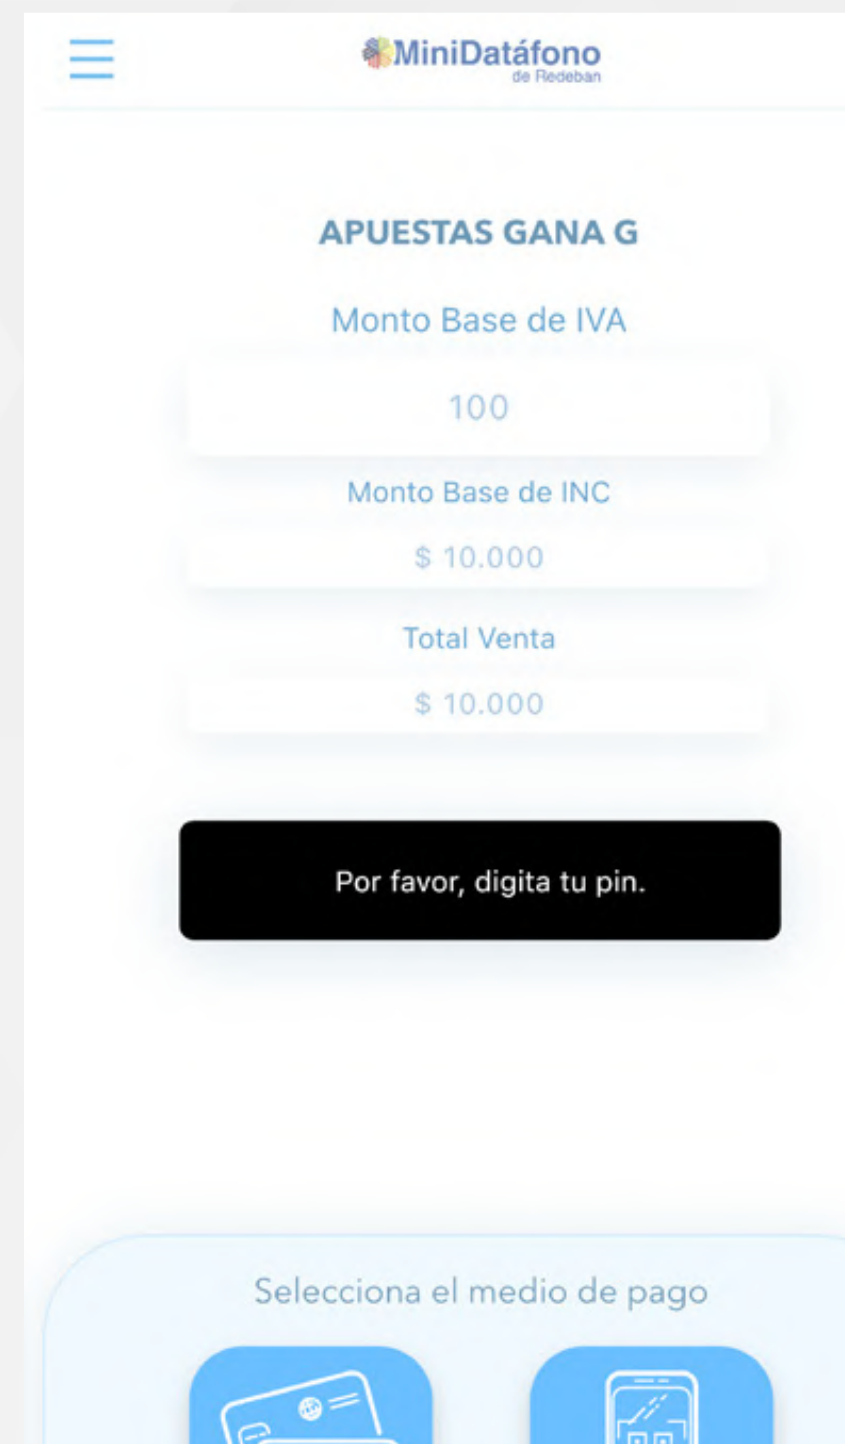 MiniDatáfono
de Redeban
APUESTAS GANA G
Monto Base de IVA
100
Monto Base de INC
$ 10.000
Total Venta
$ 10.000
Por favor, digita tu pin.
Selecciona el medio de pago